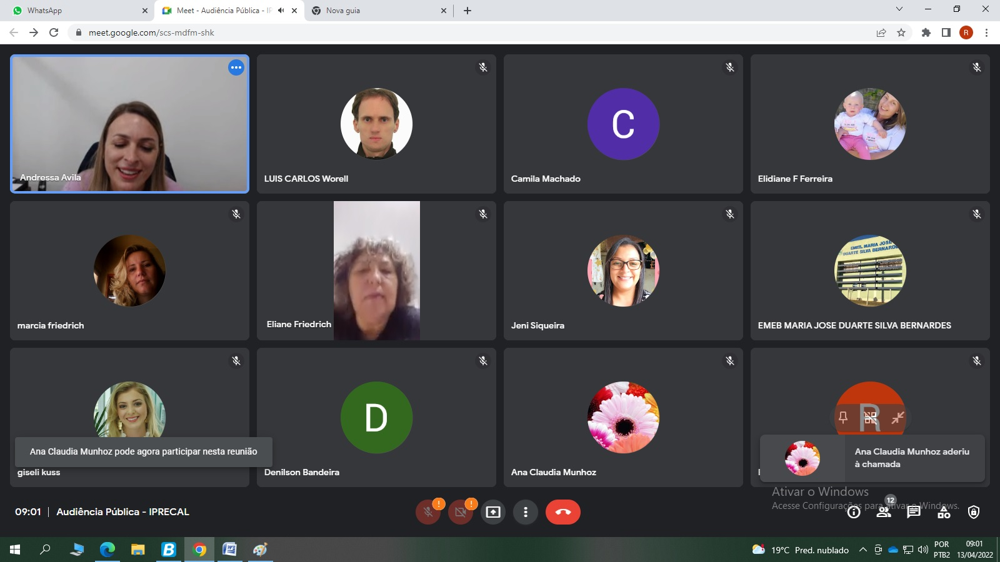 WhatsApp
Meet - Audiência Pública - IP
Nova guia
meet.google.com/scs-mdfm-shk
R
Andressa Avila
LUIS CARLOS Worell
C
Camila Machado
Elidiane F Ferreira
marcia friedrich
Eliane Friedrich
Jeni Siqueira
EMEB. MARIA JOSE
DUARTE SILVA BERNARDE
EMEB MARIA JOSE DUARTE SILVA BERNARDES
Ana Claudia Munhoz pode agora participar nesta reunião
giseli kuss
D
Denilson Bandeira
Ana Claudia Munhoz
R
Ana Claudia Munhoz aderiu
à chamada
Ativar o Windows
Acesse Configurações para ativar o Windows.
09:01
Audiência Pública - IPRECAL
12
19°C Pred. nublado
POR
PTB2
09:01
13/04/2022